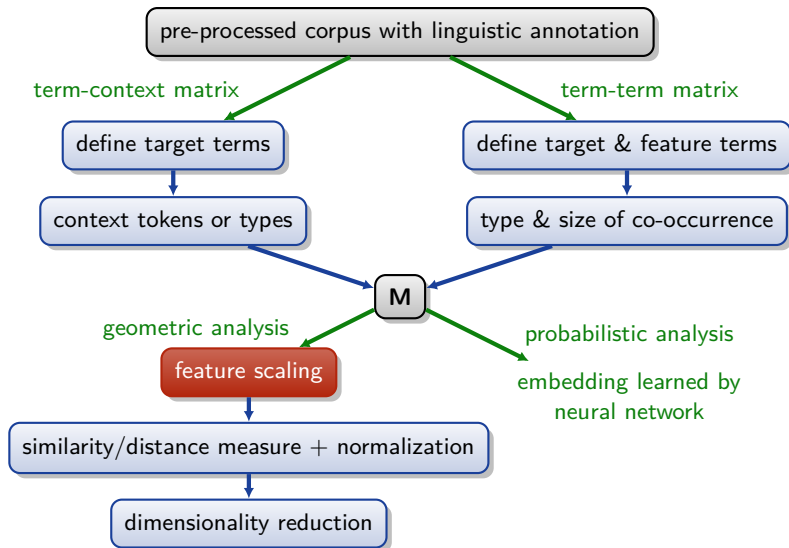 pre-processed corpus with linguistic annotation
term-context matrix
term-term matrix
define target terms
define target & feature terms
context tokens or types
type & size of co-occurrence
M
geometric analysis
probabilistic analysis
feature scaling
embedding learned by
neural network
similarity/distance measure + normalization
dimensionality reduction